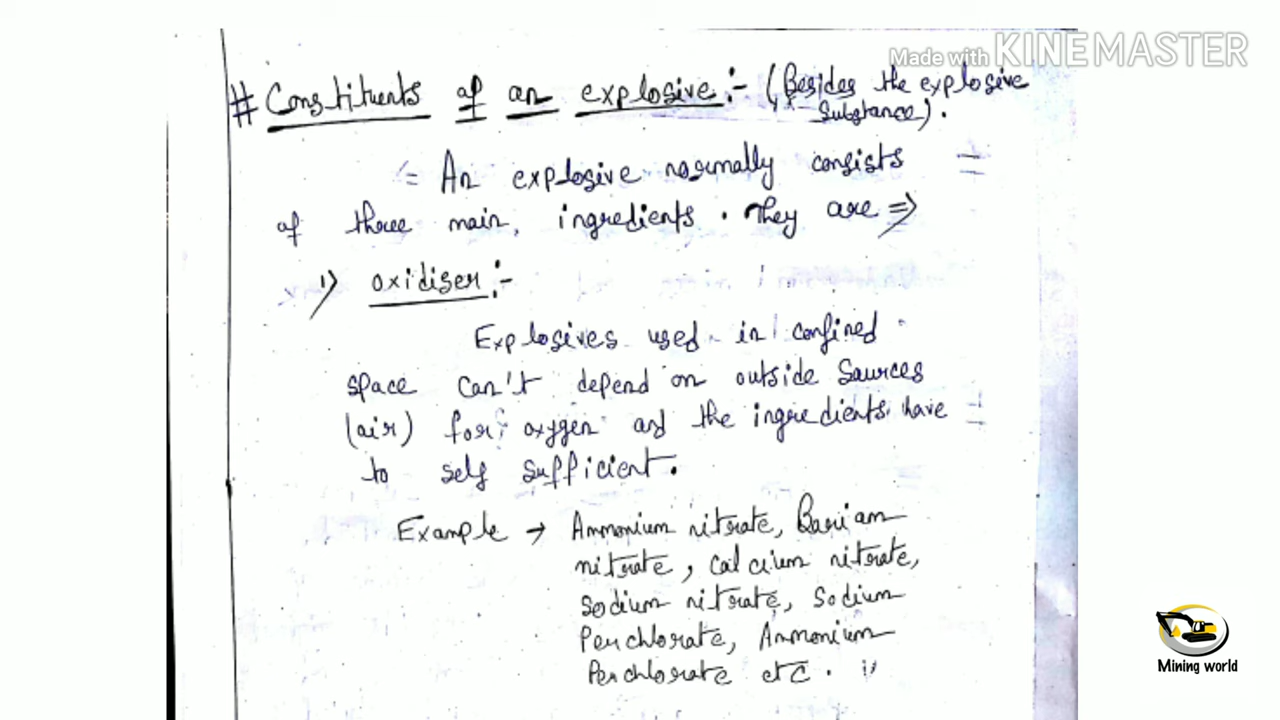 Made with KINEMASTER
# Constituents of an explosive :- (Besides the explosive
substance).
= An explosive normally consists
of three main, ingredients. They are ⇒
1) oxidiser :-
Explosives used in confined
space can't depend on outside sources
(air) for oxygen and the ingredients have
to self sufficient.
Example → Ammonium nitrate, Barium
nitrate, calcium nitrate,
Sodium nitrate, Sodium
Perchlorate, Ammonium
Perchlorate etc.
Mining world